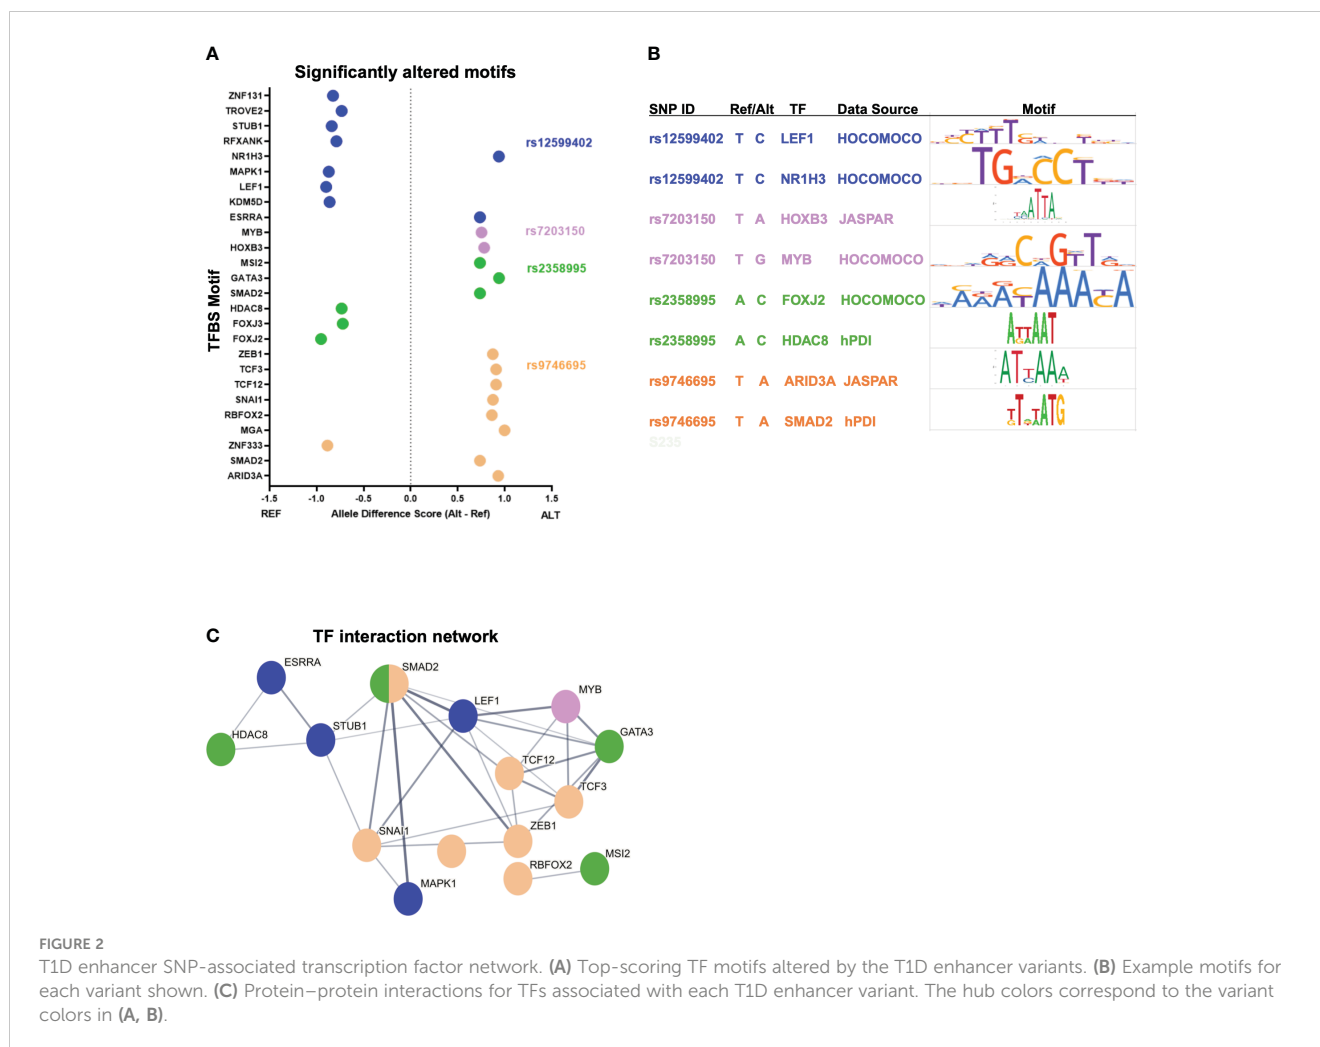 A
Significantly altered motifs
TFBS Motif
ZNF131
TROVE2
STUB1
RFXANK
NR1H3
MAPK1
LEF1
KDM5D
ESRRA
MYB
HOXB3
MSI2
GATA3
SMAD2
HDAC8
FOXJ3
FOXJ2
ZEB1
TCF3
TCF12
SNAI1
RBFOX2
MGA
ZNF333
SMAD2
ARID3A
rs12599402
rs7203150
rs2358995
rs9746695
-1.5 -1.0 -0.5 0.0 0.5 1.0 1.5
REF Allele Difference Score (Alt - Ref) ALT
B
SNP ID Ref/Alt TF Data Source Motif
rs12599402 T C LEF1 HOCOMOCO
rs12599402 T C NR1H3 HOCOMOCO
rs7203150 T A HOXB3 JASPAR
rs7203150 T G MYB HOCOMOCO
rs2358995 A C FOXJ2 HOCOMOCO
rs2358995 A C HDAC8 hPDI
rs9746695 T A ARID3A JASPAR
rs9746695 T A SMAD2 hPDI
S235
C
TF interaction network
ESRRA
SMAD2
LEF1
MYB
HDAC8
STUB1
GATA3
TCF12
TCF3
SNAI1
ZEB1
RBFOX2
MSI2
MAPK1
FIGURE 2
T1D enhancer SNP-associated transcription factor network. (A) Top-scoring TF motifs altered by the T1D enhancer variants. (B) Example motifs for
each variant shown. (C) Protein–protein interactions for TFs associated with each T1D enhancer variant. The hub colors correspond to the variant
colors in (A, B).